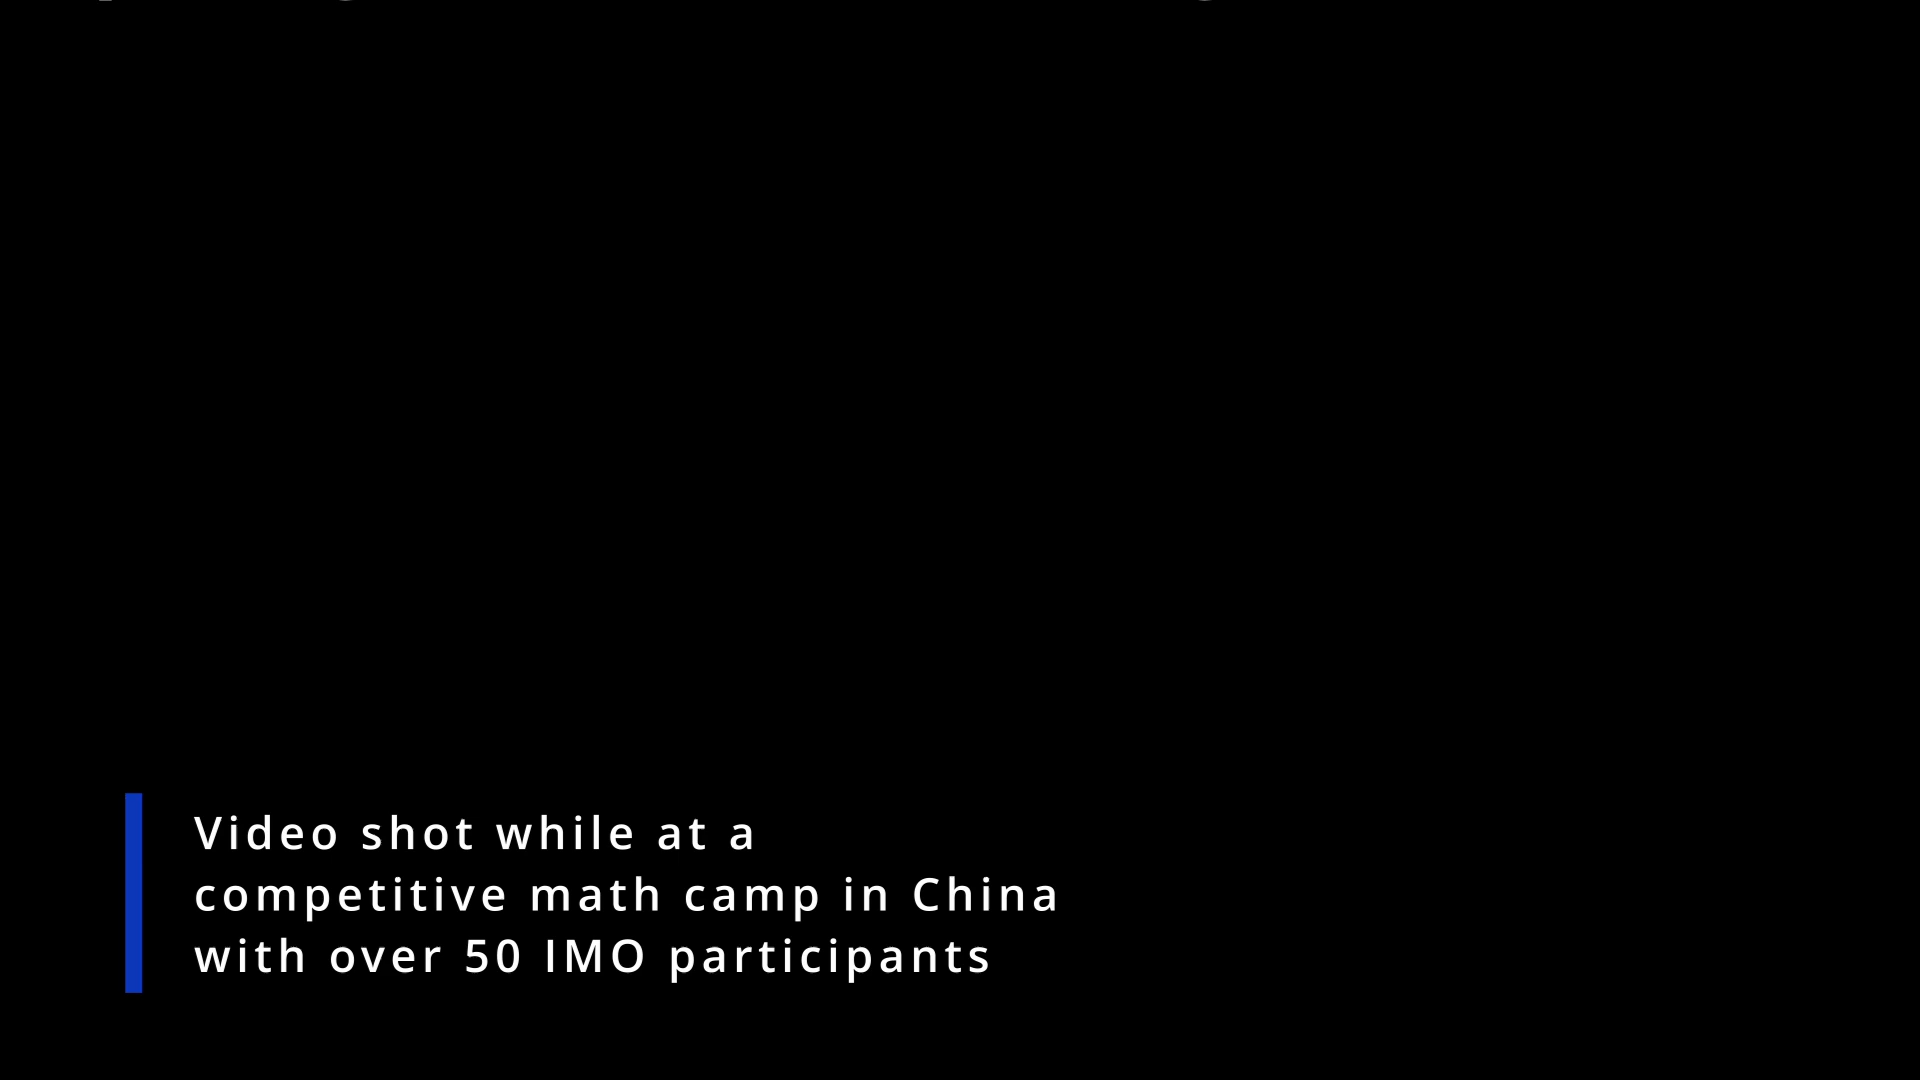 Video shot while at a
competitive math camp in China
with over 50 IMO participants